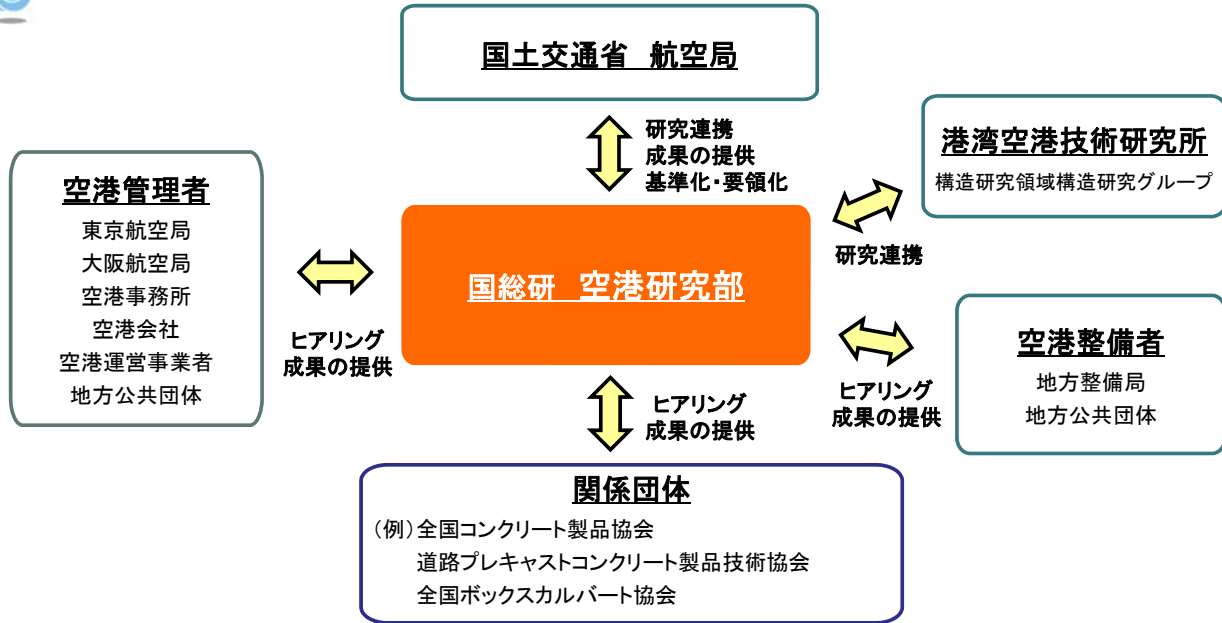 国土交通省 航空局
研究連携
成果の提供
基準化・要領化
港湾空港技術研究所
構造研究領域構造研究グループ
研究連携
空港管理者
東京航空局
大阪航空局
空港事務所
空港会社
空港運営事業者
地方公共団体
ヒアリング
成果の提供
国総研 空港研究部
空港整備者
地方整備局
地方公共団体
ヒアリング
成果の提供
ヒアリング
成果の提供
関係団体
(例)全国コンクリート製品協会
道路プレキャストコンクリート製品技術協会
全国ボックスカルバート協会